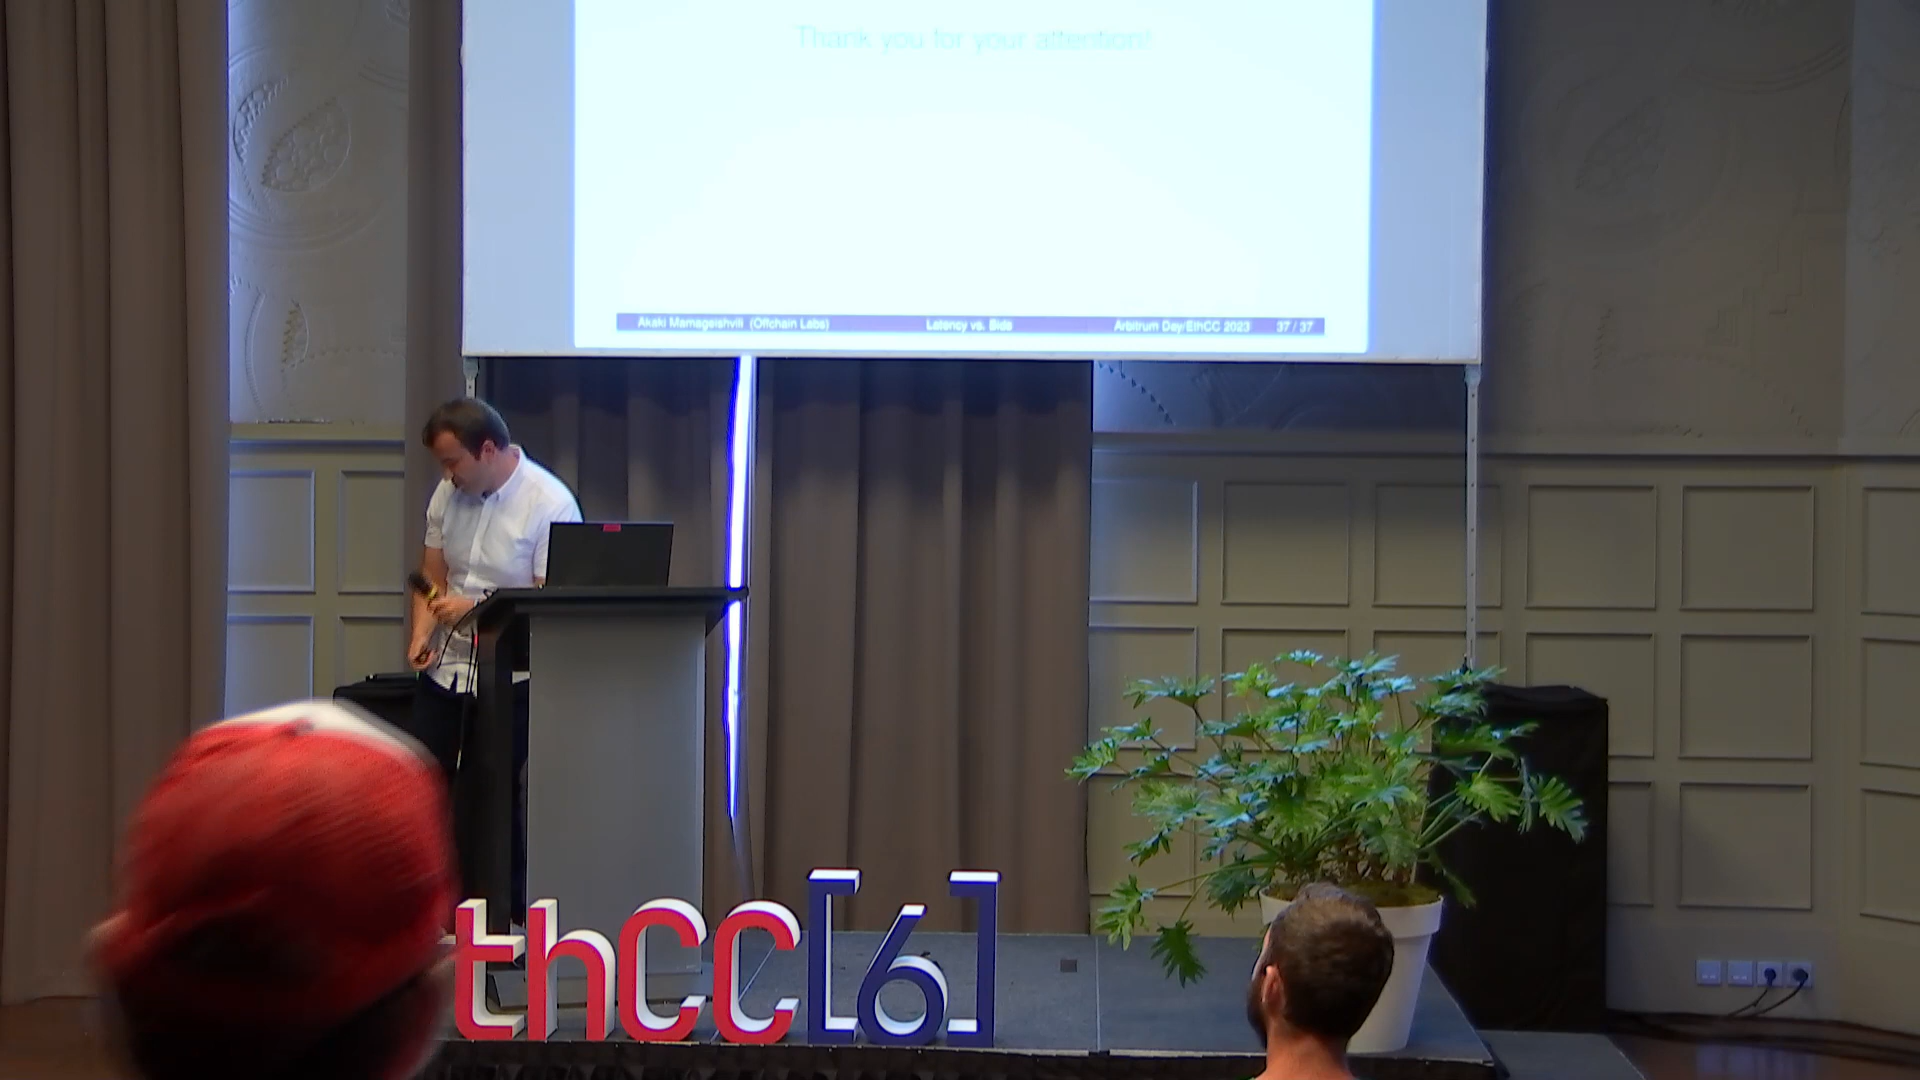 Thank you for your attention!
Akaki Mamageishvili (Offchain Labs) Latency vs. Bids Arbitrum Day/EthCC 2023 37 / 37
thCC[6]